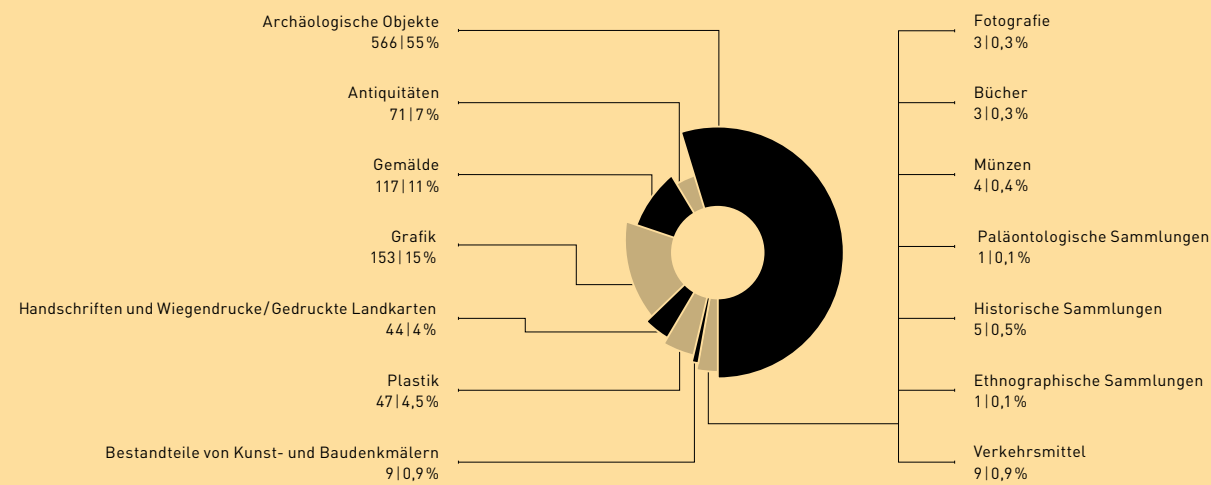 Archäologische Objekte
566|55%
Antiquitäten
71|7%
Gemälde
117|11%
Grafik
153|15%
Handschriften und Wiegendrucke/Gedruckte Landkarten
44|4%
Plastik
47|4,5%
Bestandteile von Kunst- und Baudenkmälern
9|0,9%
Fotografie
3|0,3%
Bücher
3|0,3%
Münzen
4|0,4%
Paläontologische Sammlungen
1|0,1%
Historische Sammlungen
5|0,5%
Ethnographische Sammlungen
1|0,1%
Verkehrsmittel
9|0,9%